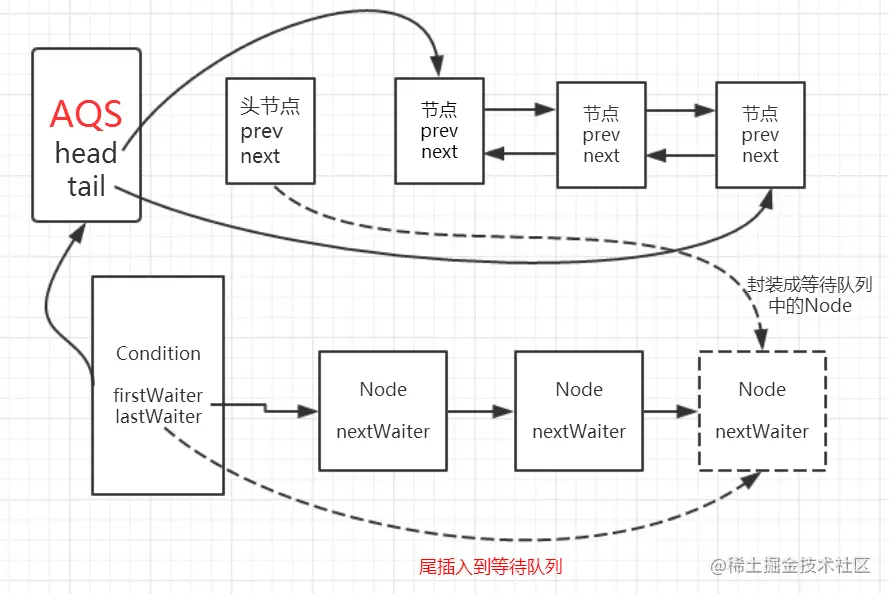 AQS
head
tail
头节点
prev
next
节点
prev
next
节点
prev
next
节点
prev
next
封装成等待队列
中的Node
Condition
firstWaiter
lastWaiter
Node
nextWaiter
Node
nextWaiter
Node
nextWaiter
尾插入到等待队列
@稀土掘金技术社区